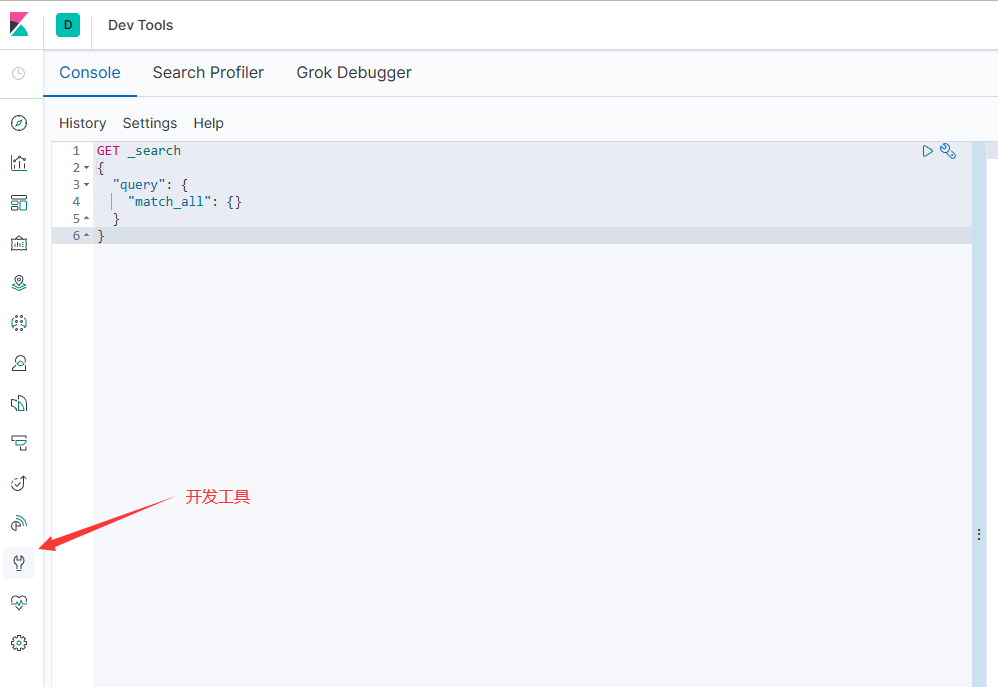 D Dev Tools
Console Search Profiler Grok Debugger
History Settings Help
1 GET _search
2 {
3 "query": {
4 "match_all": {}
5 }
6 }
开发工具